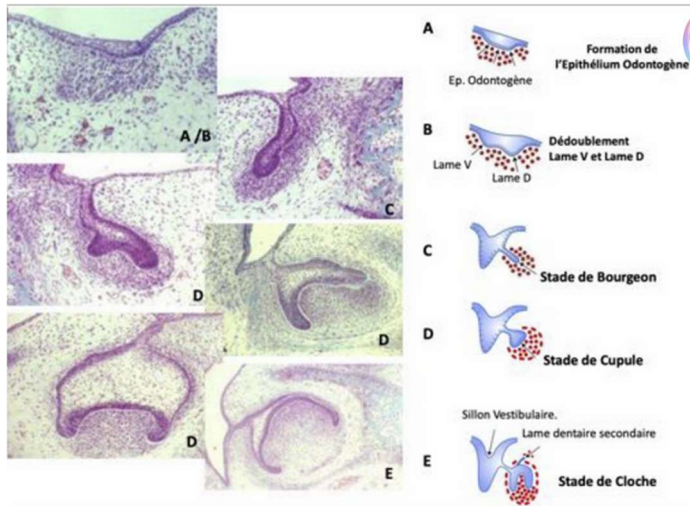 A /B
C
D
D
D
E
A
Formation de
l'Epithélium Odontogène
Ep. Odontogène
B
Dédoublement
Lame V et Lame D
Lame V
Lame D
C
Stade de Bourgeon
D
Stade de Cupule
Sillon Vestibulaire.
Lame dentaire secondaire
E
Stade de Cloche